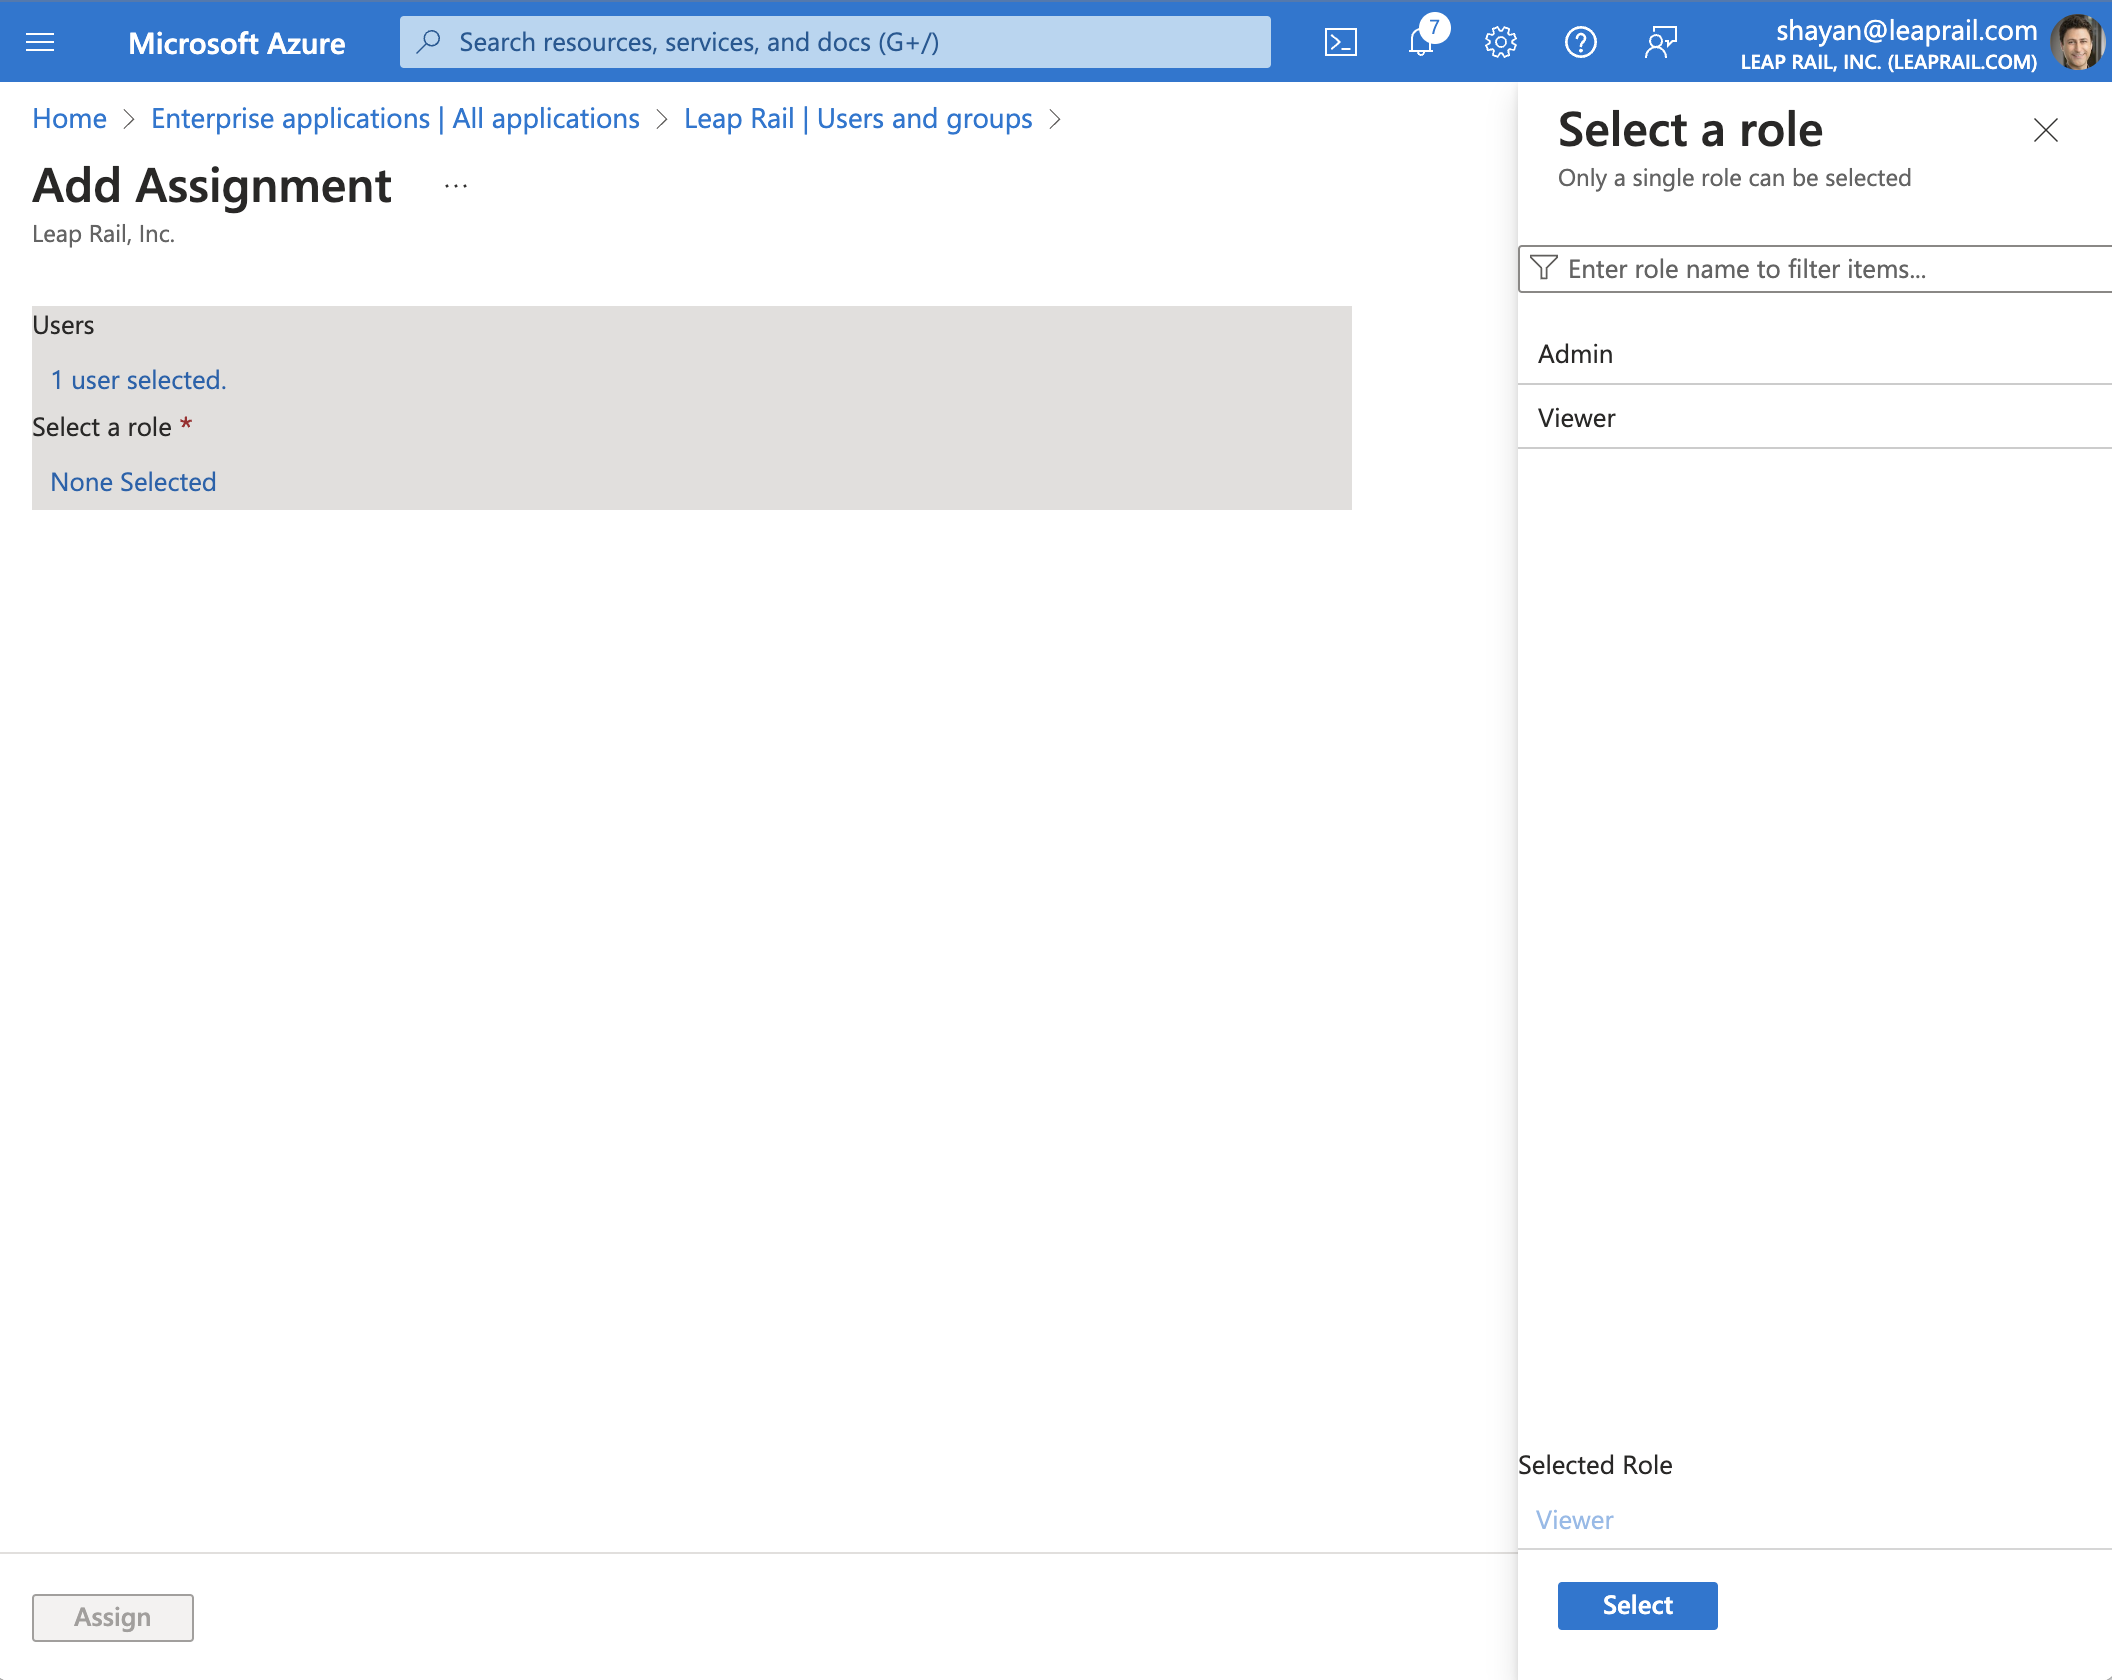 Microsoft Azure
Search resources, services, and docs (G+/)
7
shayan@leaprail.com
LEAP RAIL, INC. (LEAPRAIL.COM)
Home > Enterprise applications | All applications > Leap Rail | Users and groups >
Add Assignment ...
Leap Rail, Inc.
Users
1 user selected.
Select a role *
None Selected
Assign
Select a role
Only a single role can be selected
Enter role name to filter items...
Admin
Viewer
Selected Role
Viewer
Select